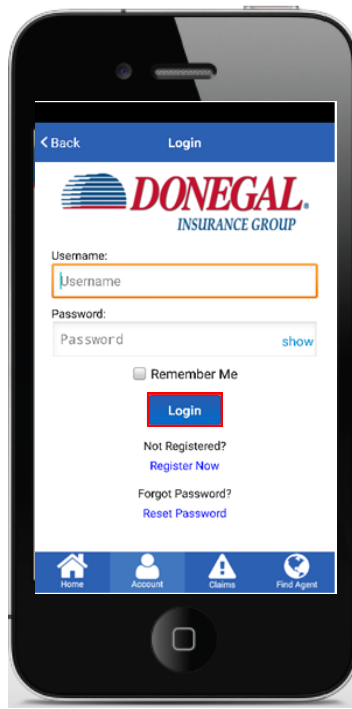 Back Login
DONEGAL.
INSURANCE GROUP
Username:
Username
Password:
Password show
Remember Me
Login
Not Registered?
Register Now
Forgot Password?
Reset Password
Home Account Claims Find Agent